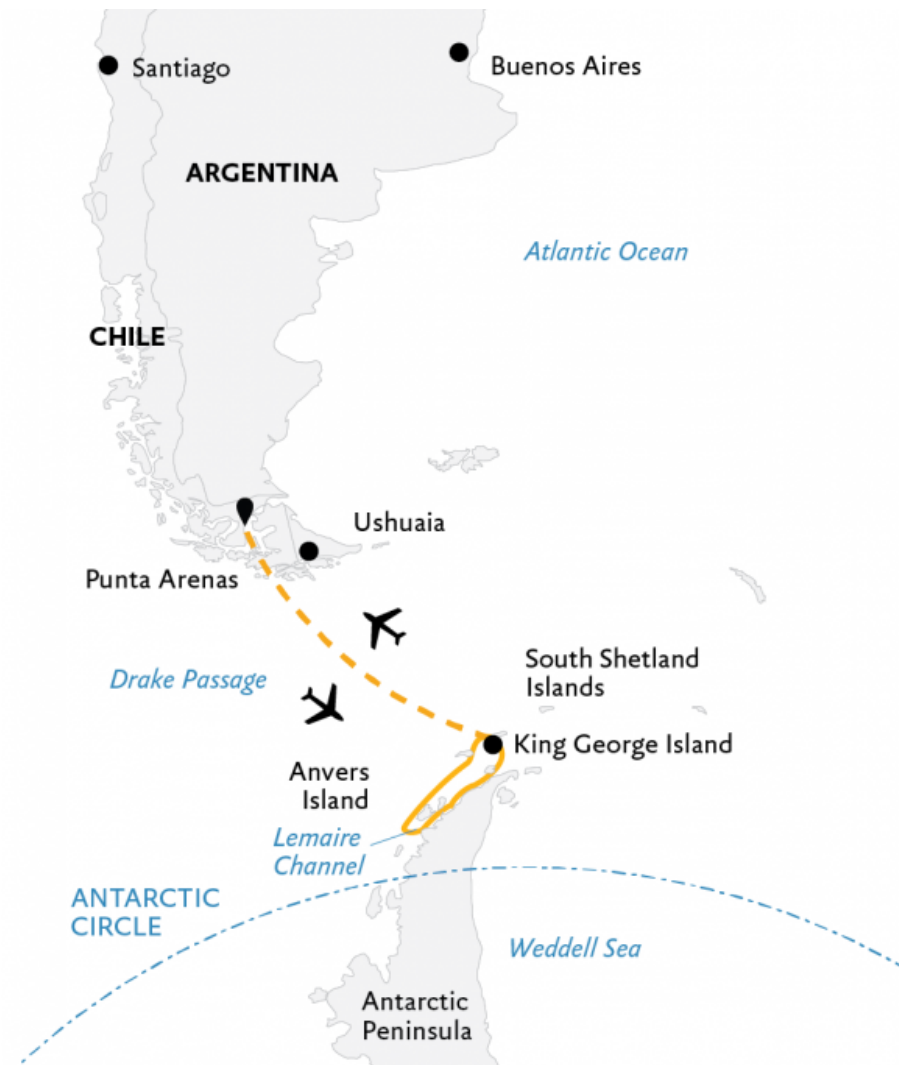 Santiago
Buenos Aires
ARGENTINA
Atlantic Ocean
CHILE
Ushuaia
Punta Arenas
South Shetland
Islands
Drake Passage
King George Island
Anvers
Island
Lemaire
Channel
ANTARCTIC
CIRCLE
Weddell Sea
Antarctic
Peninsula